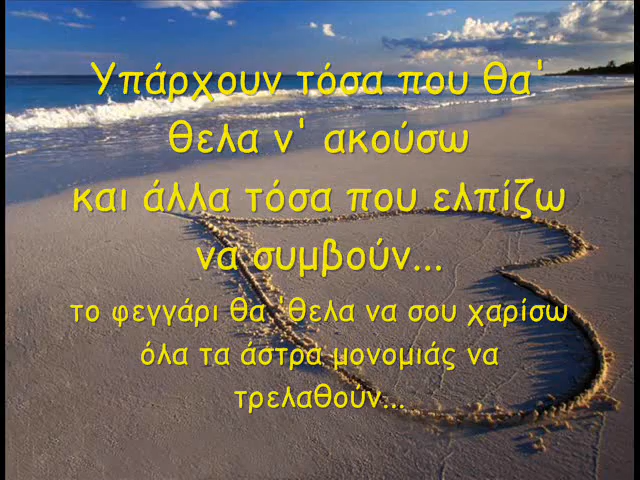 Υπάρχουν τόσα που θα'
θελα ν' ακούσω
και άλλα τόσα που ελπίζω
να συμβούν...
το φεγγάρι θα 'θελα να σου χαρίσω
όλα τα άστρα μονομιάς να
τρελαθούν...